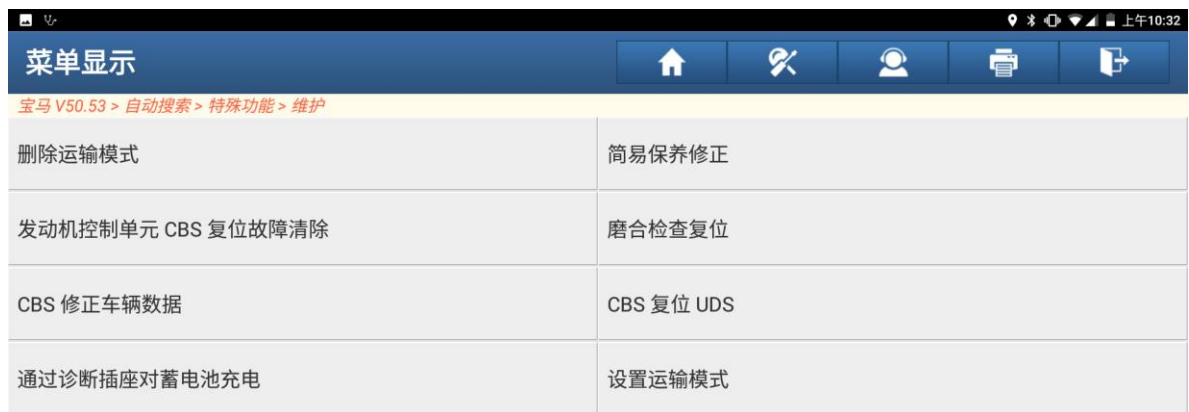 上午10:32
菜单显示
宝马 V50.53 > 自动搜索 > 特殊功能 > 维护
删除运输模式
简易保养修正
发动机控制单元 CBS 复位故障清除
磨合检查复位
CBS 修正车辆数据
CBS 复位 UDS
通过诊断插座对蓄电池充电
设置运输模式